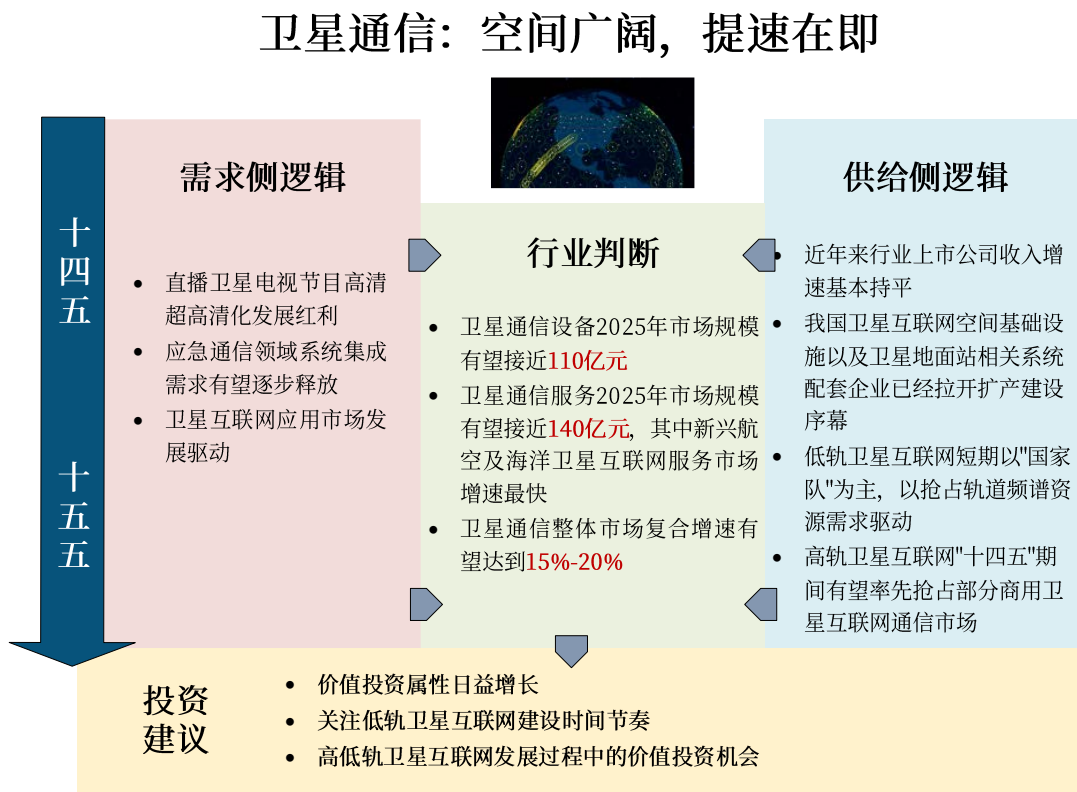 卫星通信：空间广阔，提速在即
十四五
十五五
需求侧逻辑
• 直播卫星电视节目高清
超高清化发展红利
• 应急通信领域系统集成
需求有望逐步释放
• 卫星互联网应用市场发
展驱动
行业判断
• 卫星通信设备2025年市场规模
有望接近110亿元
• 卫星通信服务2025年市场规模
有望接近140亿元，其中新兴航
空及海洋卫星互联网服务市场
增速最快
• 卫星通信整体市场复合增速有
望达到15%-20%
供给侧逻辑
• 近年来行业上市公司收入增
速基本持平
• 我国卫星互联网空间基础设
施以及卫星地面站相关系统
配套企业已经拉开扩产建设
序幕
• 低轨卫星互联网短期以"国家
队"为主，以抢占轨道频谱资
源需求驱动
• 高轨卫星互联网"十四五"期
间有望率先抢占部分商用卫
星互联网通信市场
投资
建议
• 价值投资属性日益增长
• 关注低轨卫星互联网建设时间节奏
• 高低轨卫星互联网发展过程中的价值投资机会